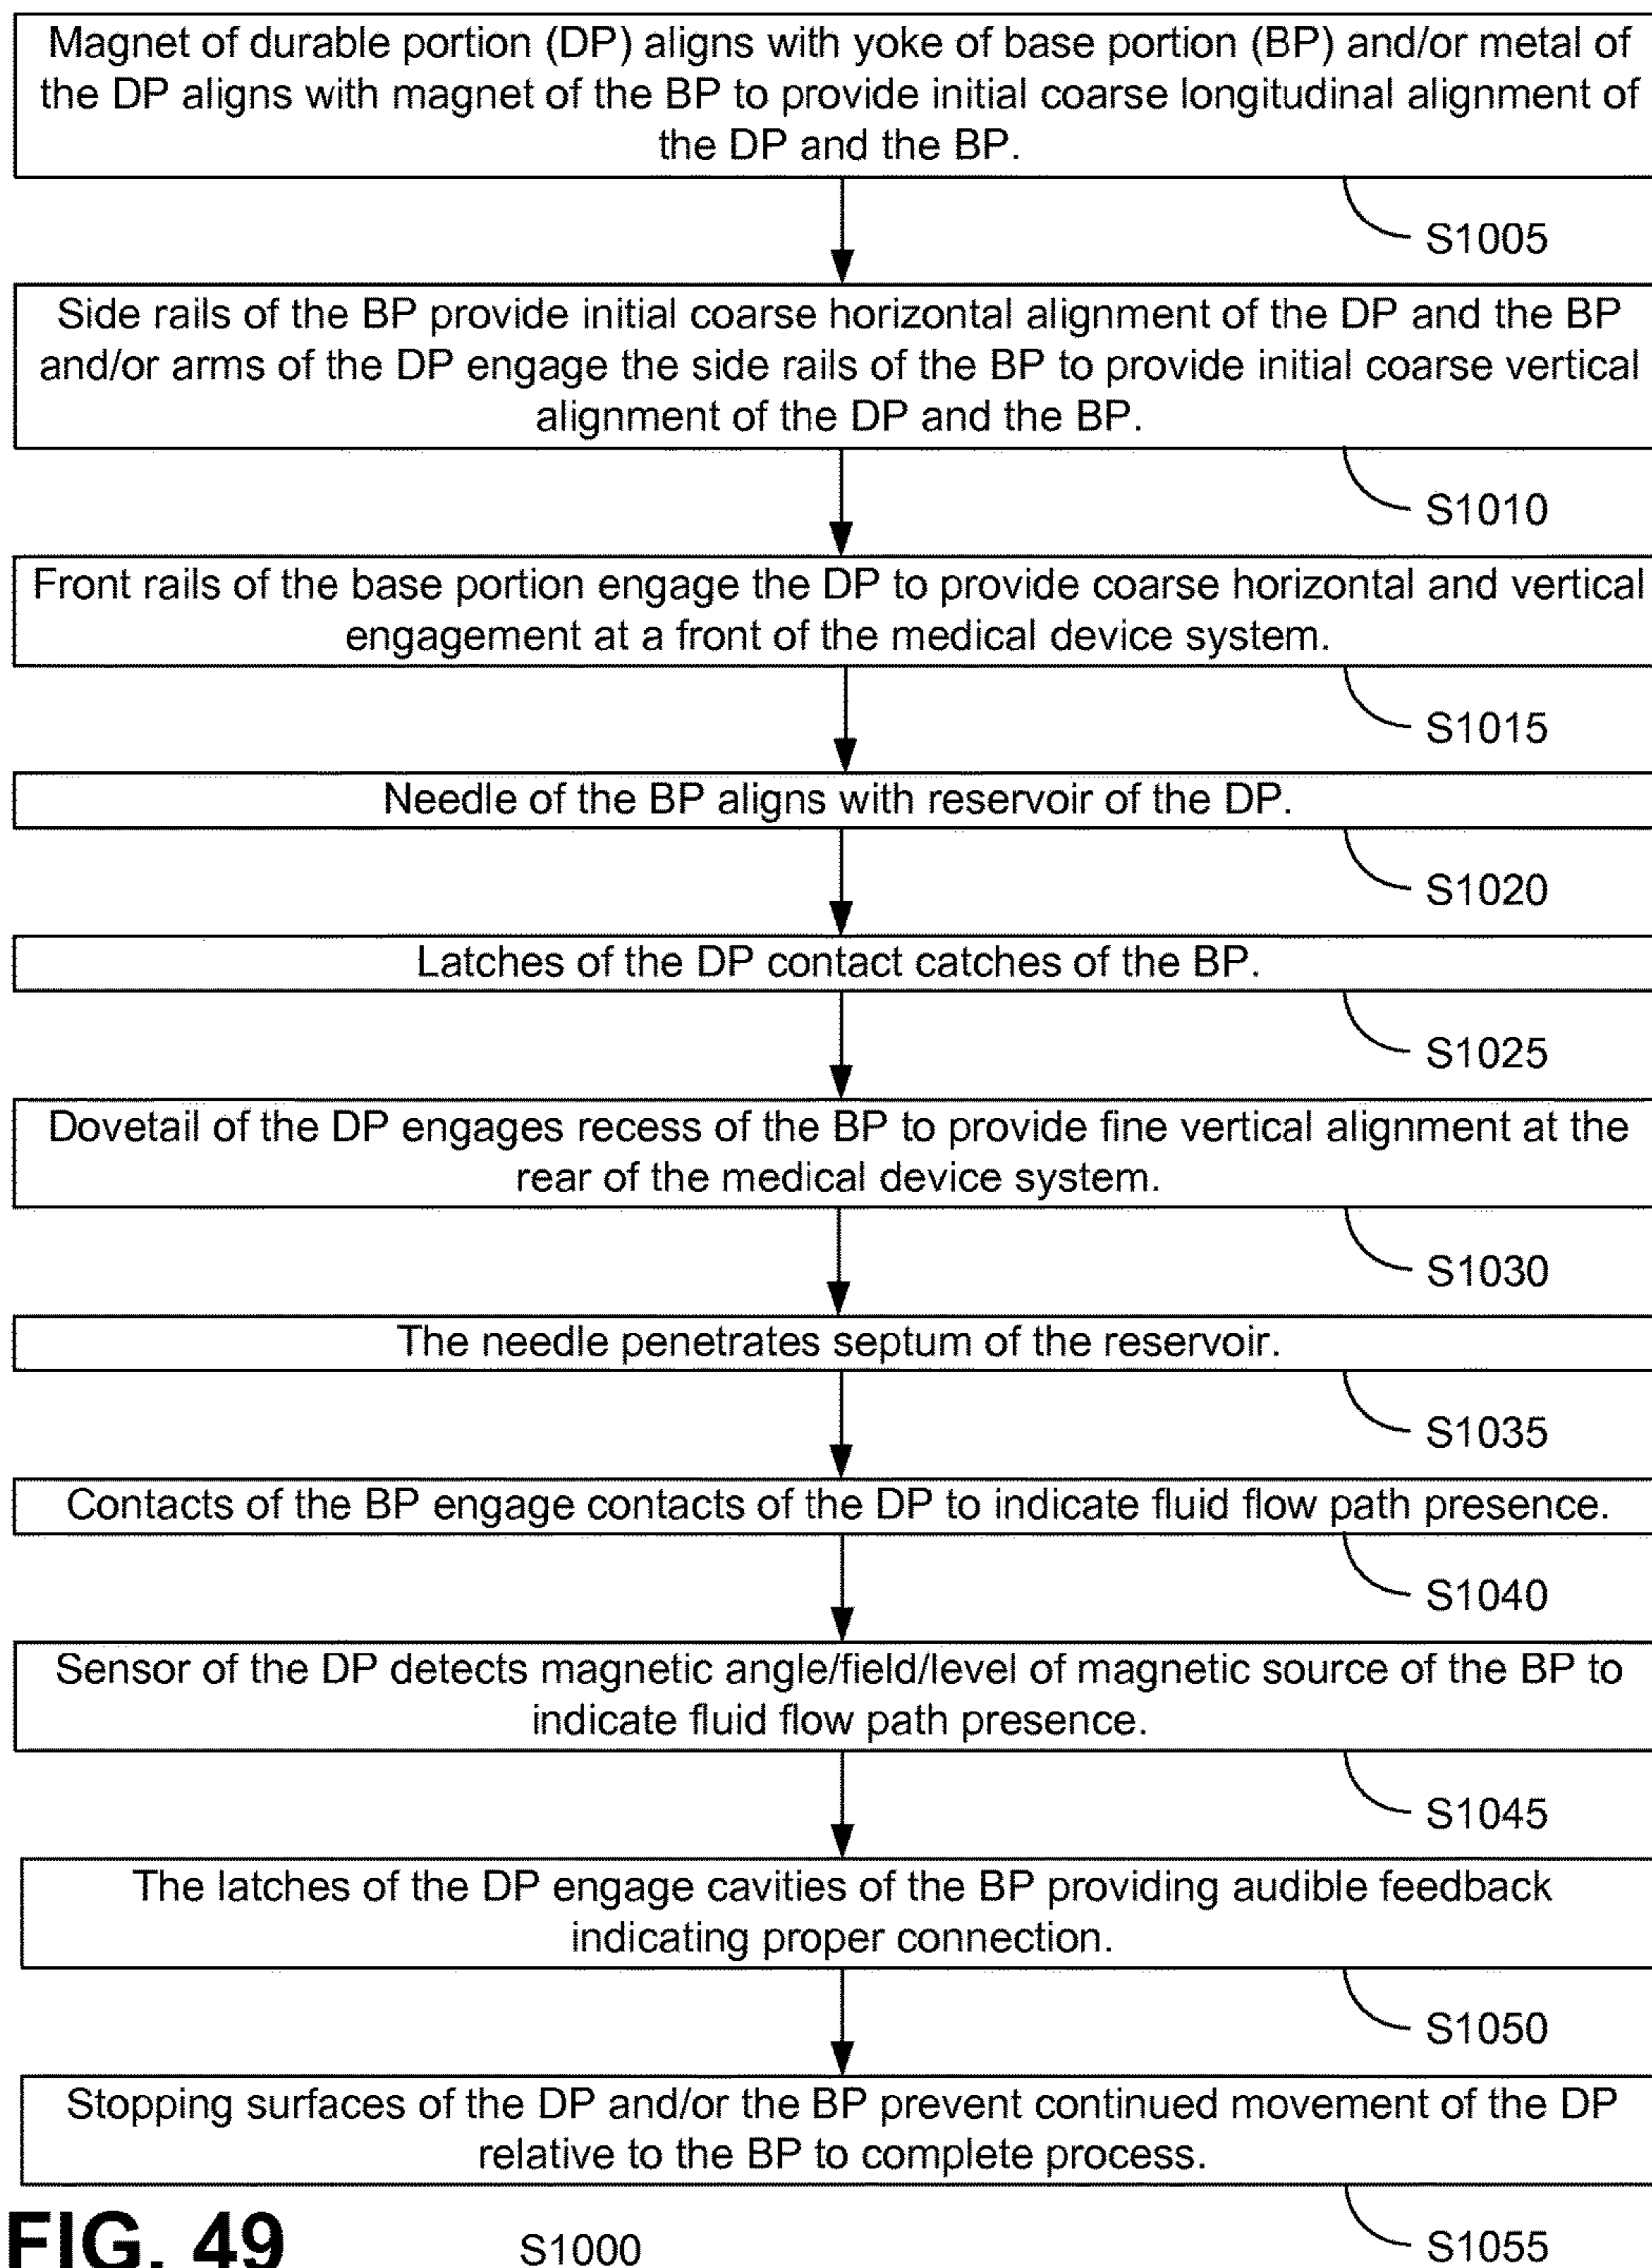 Magnet of durable portion (DP) aligns with yoke of base portion (BP) and/or metal of
the DP aligns with magnet of the BP to provide initial coarse longitudinal alignment of
the DP and the BP.
S1005
Side rails of the BP provide initial coarse horizontal alignment of the DP and the BP
and/or arms of the DP engage the side rails of the BP to provide initial coarse vertical
alignment of the DP and the BP.
S1010
Front rails of the base portion engage the DP to provide coarse horizontal and vertical
engagement at a front of the medical device system.
S1015
Needle of the BP aligns with reservoir of the DP.
S1020
Latches of the DP contact catches of the BP.
S1025
Dovetail of the DP engages recess of the BP to provide fine vertical alignment at the
rear of the medical device system.
S1030
The needle penetrates septum of the reservoir.
S1035
Contacts of the BP engage contacts of the DP to indicate fluid flow path presence.
S1040
Sensor of the DP detects magnetic angle/field/level of magnetic source of the BP to
indicate fluid flow path presence.
S1045
The latches of the DP engage cavities of the BP providing audible feedback
indicating proper connection.
S1050
Stopping surfaces of the DP and/or the BP prevent continued movement of the DP
relative to the BP to complete process.
S1055
FIG. 49
S1000